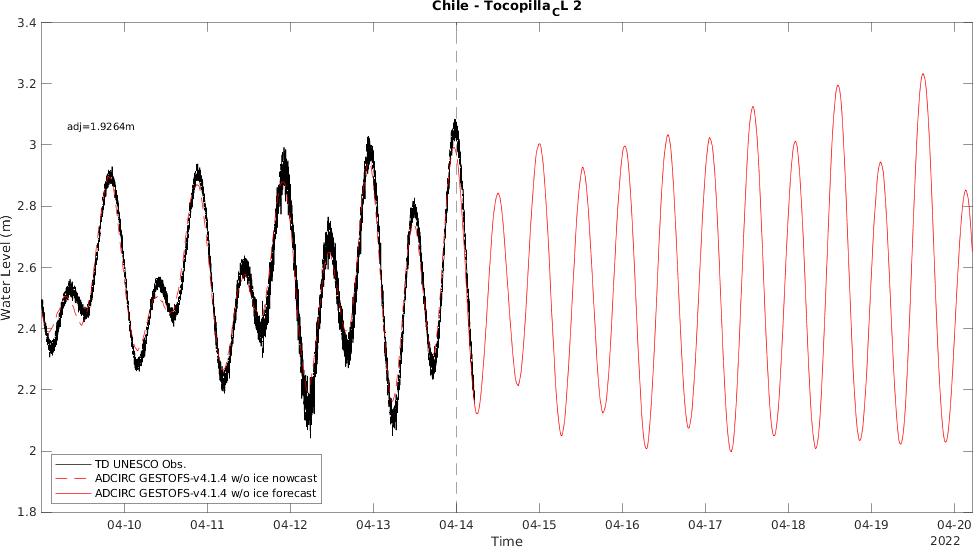 Chile - Tocopilla_CL 2
3.4
3.2
3
2.8
2.6
2.4
2.2
2
1.8
Water Level (m)
adj=1.9264m
TD UNESCO Obs.
ADCIRC GESTOFS-v4.1.4 w/o ice nowcast
ADCIRC GESTOFS-v4.1.4 w/o ice forecast
04-10 04-11 04-12 04-13 04-14 04-15 04-16 04-17 04-18 04-19 04-20
Time
2022